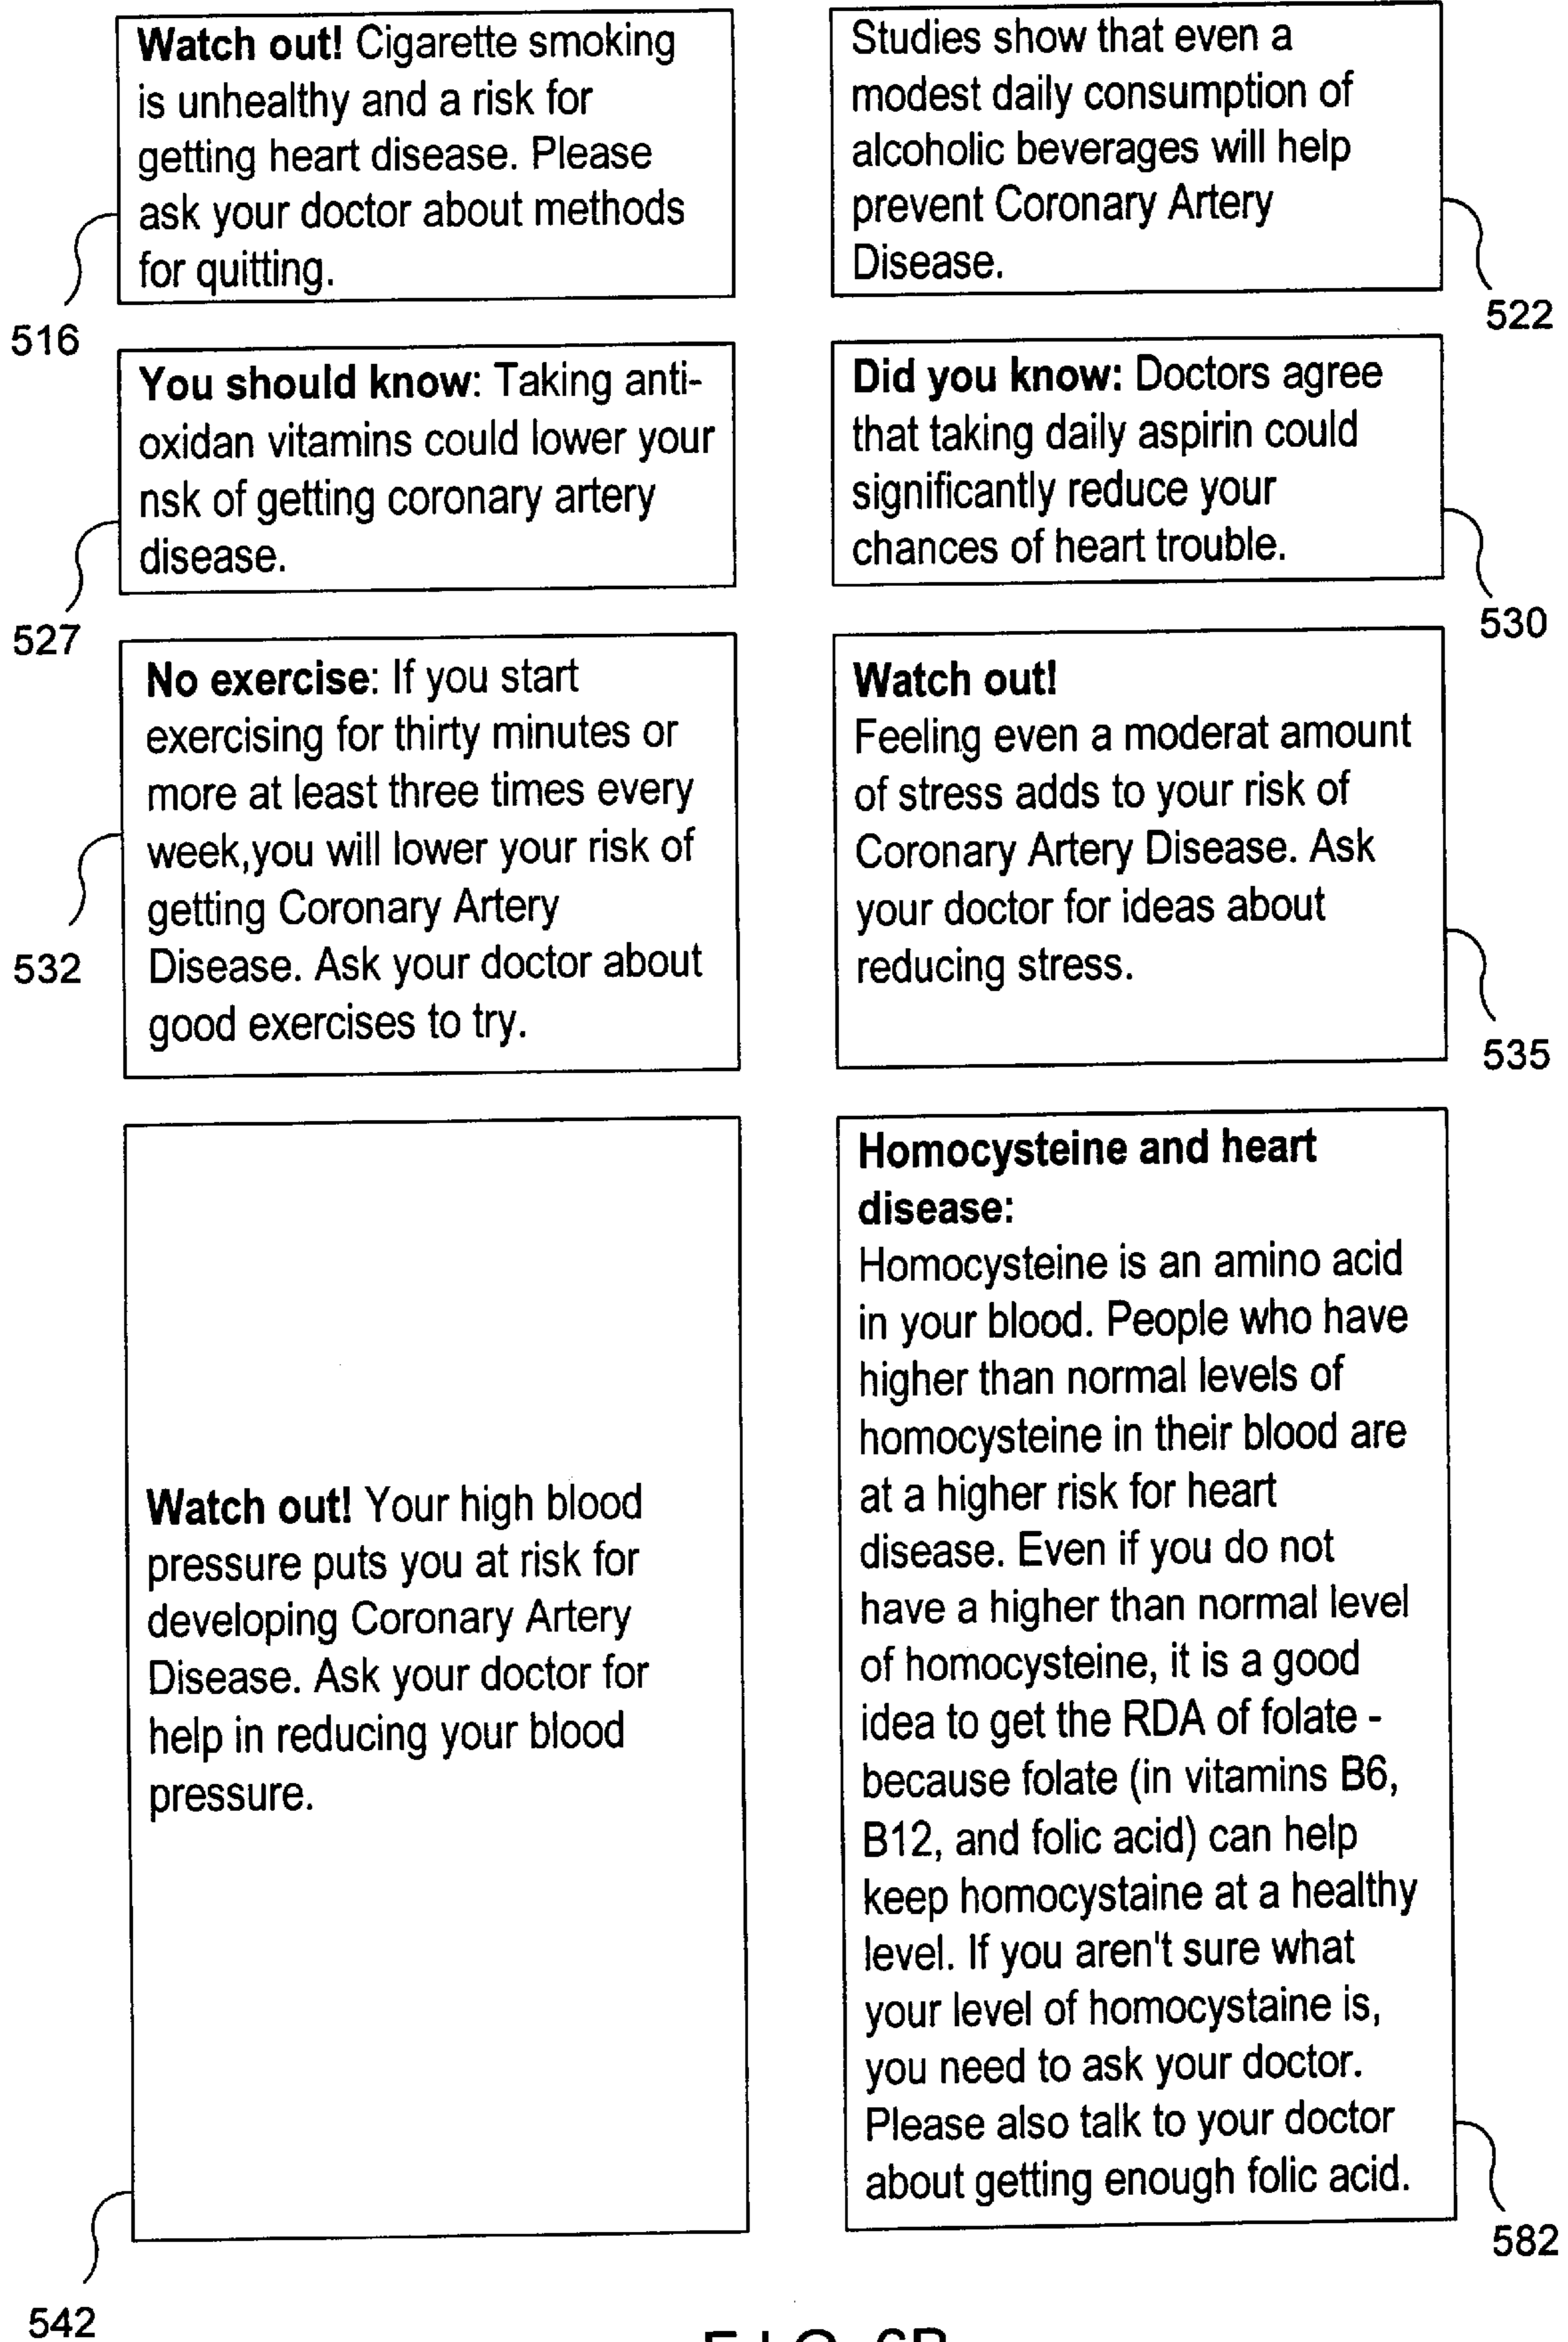 Watch out! Cigarette smoking
is unhealthy and a risk for
getting heart disease. Please
ask your doctor about methods
for quitting.
516
Studies show that even a
modest daily consumption of
alcoholic beverages will help
prevent Coronary Artery
Disease.
522
You should know: Taking anti-
oxidan vitamins could lower your
nsk of getting coronary artery
disease.
527
Did you know: Doctors agree
that taking daily aspirin could
significantly reduce your
chances of heart trouble.
530
No exercise: If you start
exercising for thirty minutes or
more at least three times every
week,you will lower your risk of
getting Coronary Artery
Disease. Ask your doctor about
good exercises to try.
532
Watch out!
Feeling even a moderat amount
of stress adds to your risk of
Coronary Artery Disease. Ask
your doctor for ideas about
reducing stress.
535
Watch out! Your high blood
pressure puts you at risk for
developing Coronary Artery
Disease. Ask your doctor for
help in reducing your blood
pressure.
542
Homocysteine and heart
disease:
Homocysteine is an amino acid
in your blood. People who have
higher than normal levels of
homocysteine in their blood are
at a higher risk for heart
disease. Even if you do not
have a higher than normal level
of homocysteine, it is a good
idea to get the RDA of folate -
because folate (in vitamins B6,
B12, and folic acid) can help
keep homocystaine at a healthy
level. If you aren't sure what
your level of homocystaine is,
you need to ask your doctor.
Please also talk to your doctor
about getting enough folic acid.
582